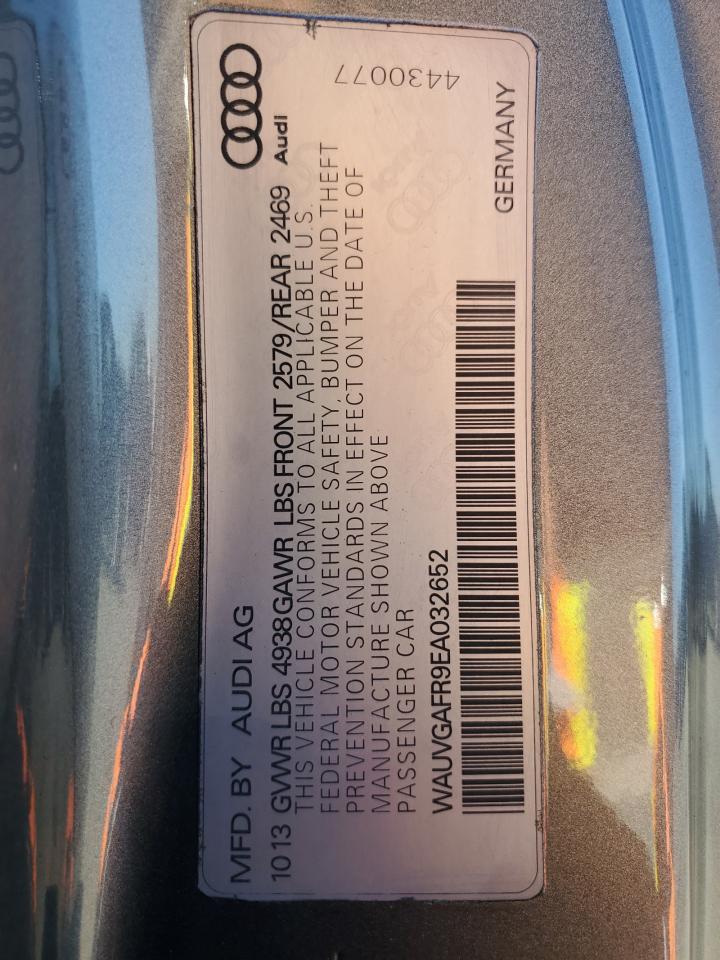 MFD. BY AUDI AG
Audi
10 13 GVWR LBS 4938 GAWR LBS FRONT 2579/REAR 2469
THIS VEHICLE CONFORMS TO ALL APPLICABLE U.S.
FEDERAL MOTOR VEHICLE SAFETY, BUMPER AND THEFT
PREVENTION STANDARDS IN EFFECT ON THE DATE OF
MANUFACTURE SHOWN ABOVE
PASSENGER CAR
4430077
WAUVGAFR9EA032652
GERMANY